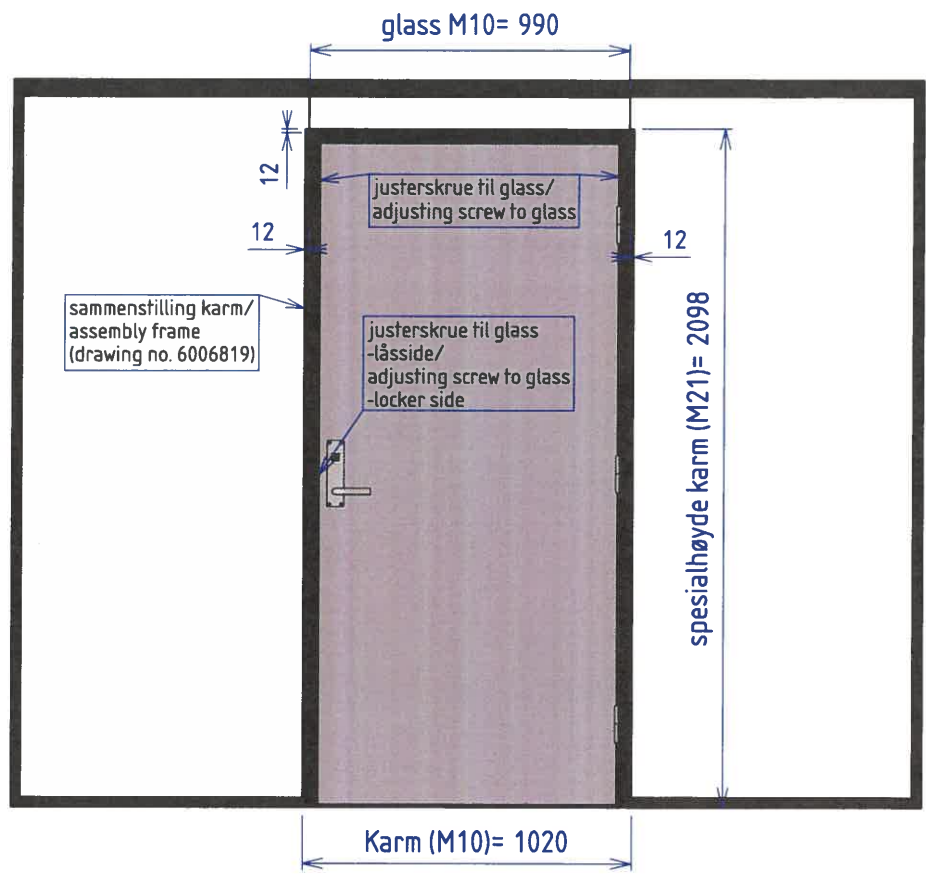 glass M10= 990
12
justerskrue til glass/
adjusting screw to glass
12
12
sammenstilling karm/
assembly frame
(drawing no. 6006819)
justerskrue til glass
-låsside/
adjusting screw to glass
-locker side
spesialhøyde karm (M21)= 2098
Karm (M10)= 1020